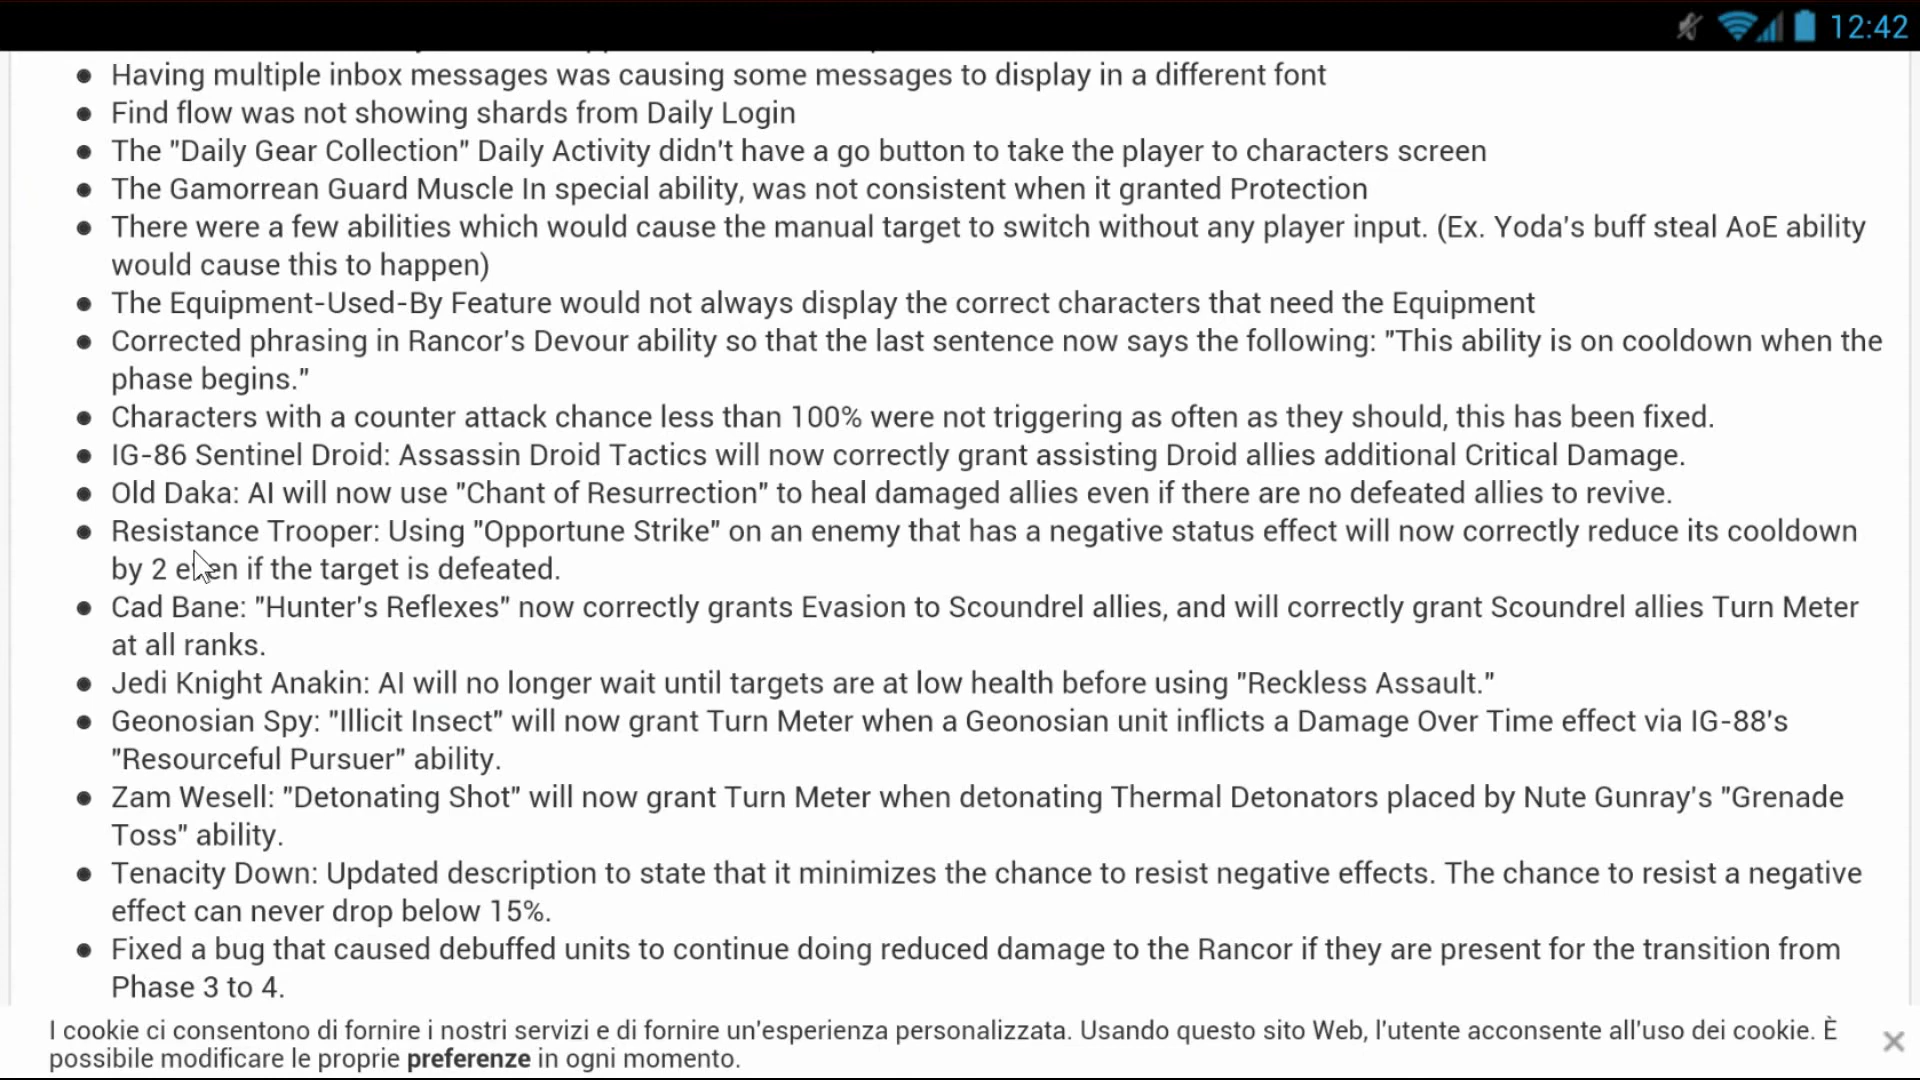 12:42
● Having multiple inbox messages was causing some messages to display in a different font
● Find flow was not showing shards from Daily Login
● The "Daily Gear Collection" Daily Activity didn't have a go button to take the player to characters screen
● The Gamorrean Guard Muscle In special ability, was not consistent when it granted Protection
● There were a few abilities which would cause the manual target to switch without any player input. (Ex. Yoda's buff steal AoE ability
would cause this to happen)
● The Equipment-Used-By Feature would not always display the correct characters that need the Equipment
● Corrected phrasing in Rancor's Devour ability so that the last sentence now says the following: "This ability is on cooldown when the
phase begins."
● Characters with a counter attack chance less than 100% were not triggering as often as they should, this has been fixed.
● IG-86 Sentinel Droid: Assassin Droid Tactics will now correctly grant assisting Droid allies additional Critical Damage.
● Old Daka: AI will now use "Chant of Resurrection" to heal damaged allies even if there are no defeated allies to revive.
● Resistance Trooper: Using "Opportune Strike" on an enemy that has a negative status effect will now correctly reduce its cooldown
by 2 even if the target is defeated.
● Cad Bane: "Hunter's Reflexes" now correctly grants Evasion to Scoundrel allies, and will correctly grant Scoundrel allies Turn Meter
at all ranks.
● Jedi Knight Anakin: AI will no longer wait until targets are at low health before using "Reckless Assault."
● Geonosian Spy: "Illicit Insect" will now grant Turn Meter when a Geonosian unit inflicts a Damage Over Time effect via IG-88's
"Resourceful Pursuer" ability.
● Zam Wesell: "Detonating Shot" will now grant Turn Meter when detonating Thermal Detonators placed by Nute Gunray's "Grenade
Toss" ability.
● Tenacity Down: Updated description to state that it minimizes the chance to resist negative effects. The chance to resist a negative
effect can never drop below 15%.
● Fixed a bug that caused debuffed units to continue doing reduced damage to the Rancor if they are present for the transition from
Phase 3 to 4.
I cookie ci consentono di fornire i nostri servizi e di fornire un'esperienza personalizzata. Usando questo sito Web, l'utente acconsente all'uso dei cookie. È
possibile modificare le proprie preferenze in ogni momento.